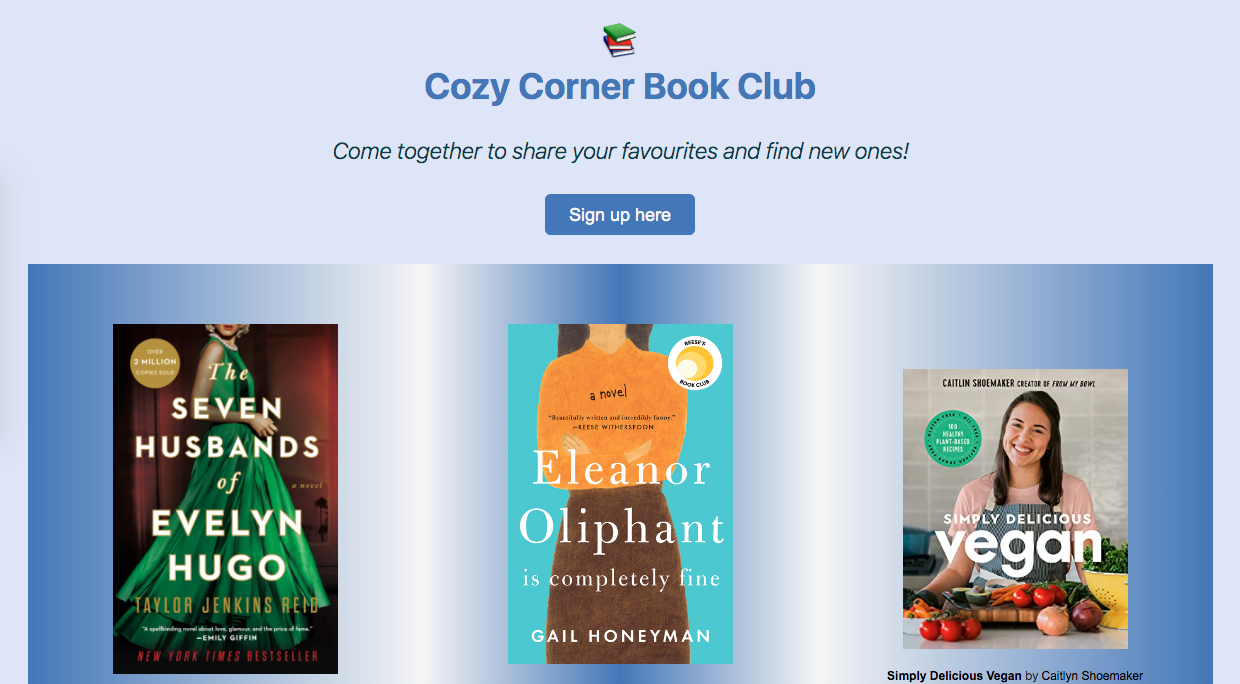 Cozy Corner Book Club
Come together to share your favourites and find new ones!
Sign up here
OVER
2 MILLION
COPIES SOLD
The
SEVEN
HUSBANDS
of
a novel
EVELYN
HUGO
TAYLOR JENKINS REID
"A spellbinding novel about love, glamour, and the price of fame."
—EMILY GIFFIN
NEW YORK TIMES BESTSELLER
REESE'S
BOOK CLUB
a novel
"Beautifully written and incredibly funny."
—REESE WITHERSPOON
Eleanor
Oliphant
is completely fine
GAIL HONEYMAN
CAITLIN SHOEMAKER CREATOR OF FROM MY BOWL
100
HEALTHY
PLANT-BASED
RECIPES
SIMPLY DELICIOUS
vegan
Simply Delicious Vegan by Caitlyn Shoemaker